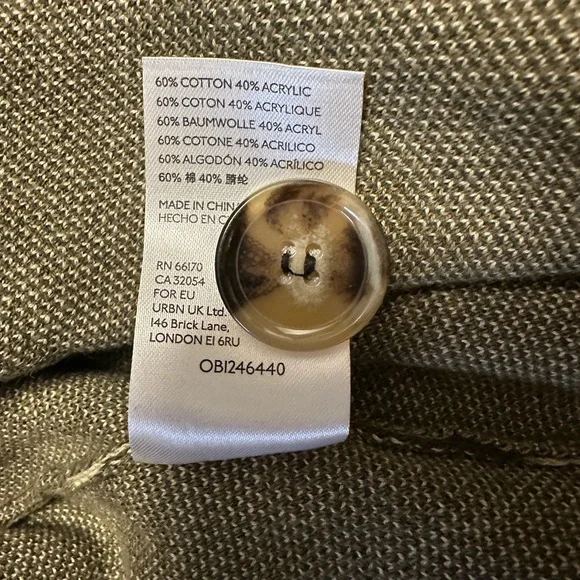 60% COTTON 40% ACRYLIC
60% COTON 40% ACRYLIQUE
60% BAUMWOLLE 40% ACRYL
60% COTONE 40% ACRILICO
60% ALGODÓN 40% ACRÍLICO
60% 棉 40% 腈纶
MADE IN CHINA
HECHO EN
RN 66170
CA 32054
FOR EU
URBN UK Ltd.
146 Brick Lane,
LONDON E1 6RU
OB1246440